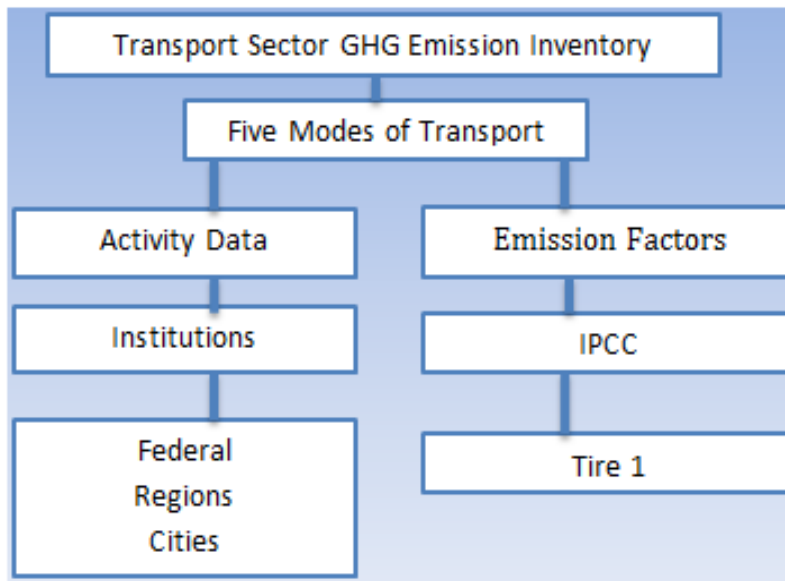 Transport Sector GHG Emission Inventory
Five Modes of Transport
Activity Data
Emission Factors
Institutions
IPCC
Federal
Regions
Cities
Tire 1